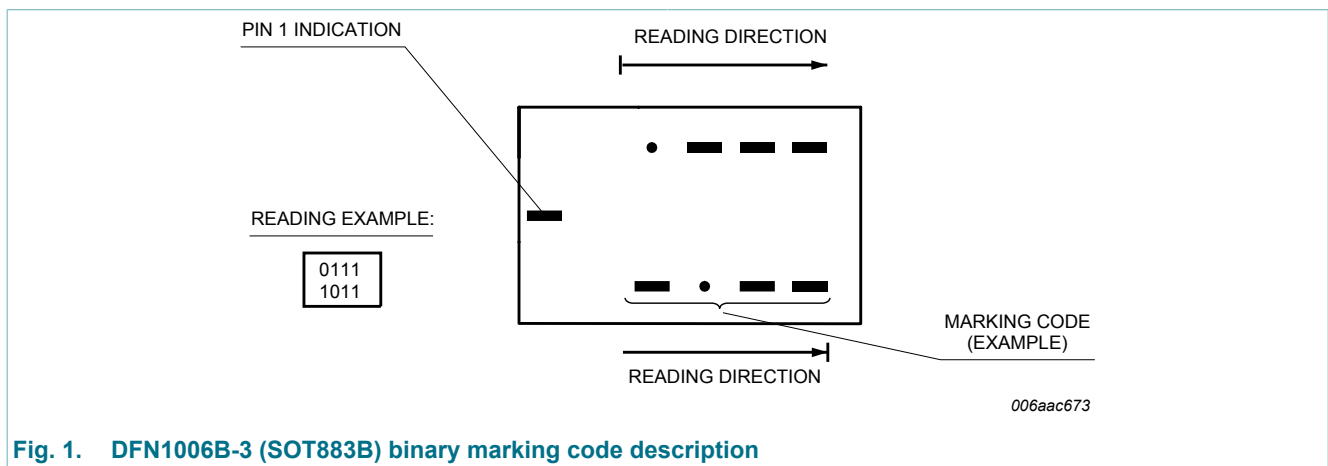 PIN 1 INDICATION
READING DIRECTION
READING EXAMPLE:
0111
1011
MARKING CODE
(EXAMPLE)
READING DIRECTION
006aac673
Fig. 1. DFN1006B-3 (SOT883B) binary marking code description